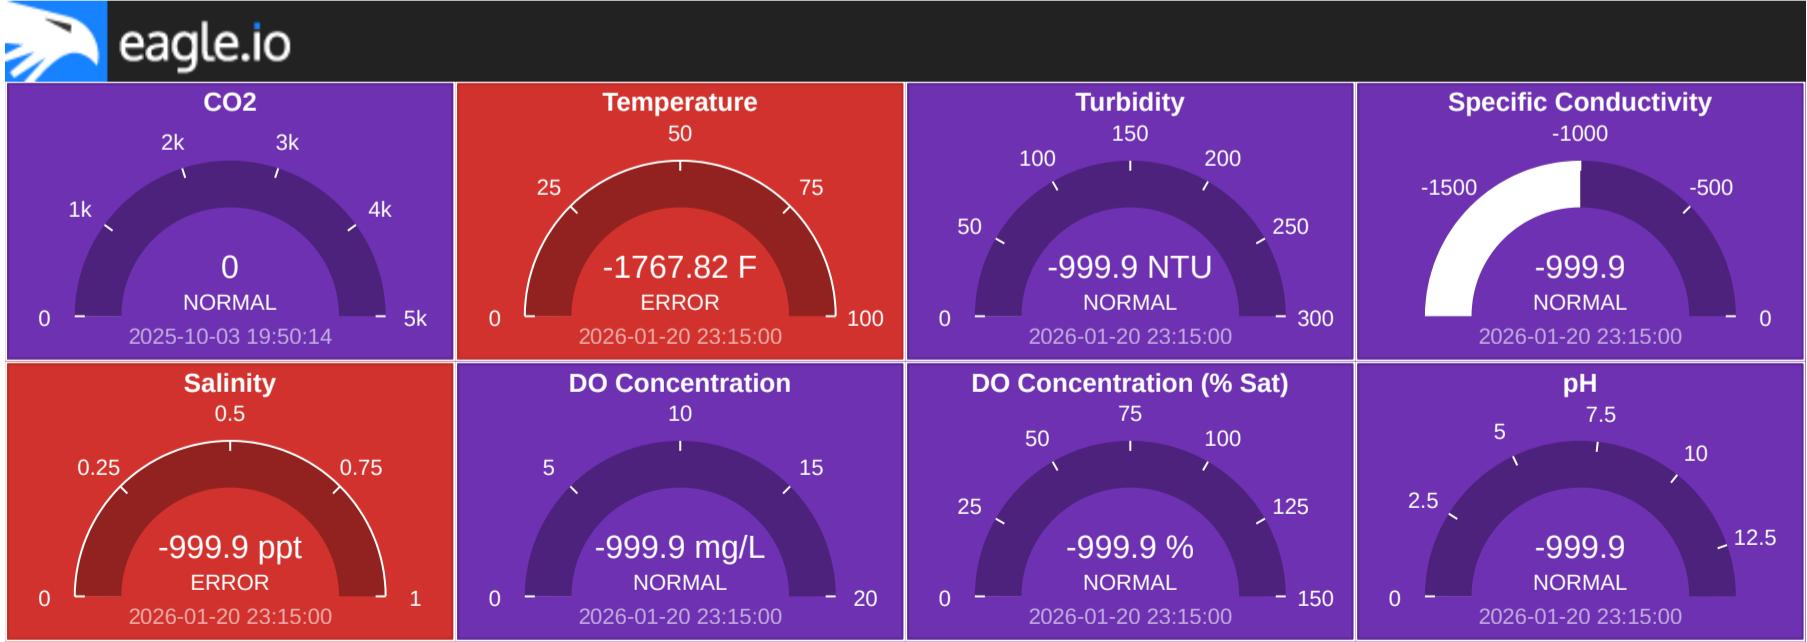 eagle.io
CO2
2k
3k
1k
4k
0
NORMAL
0
5k
2025-10-03 19:50:14
Temperature
50
25
75
-1767.82 F
ERROR
0
100
2026-01-20 23:15:00
Turbidity
150
100
200
50
250
-999.9 NTU
NORMAL
0
300
2026-01-20 23:15:00
Specific Conductivity
-1000
-1500
-500
-999.9
NORMAL
0
2026-01-20 23:15:00
Salinity
0.5
0.25
0.75
-999.9 ppt
ERROR
0
1
2026-01-20 23:15:00
DO Concentration
10
5
15
-999.9 mg/L
NORMAL
0
20
2026-01-20 23:15:00
DO Concentration (% Sat)
75
50
100
25
125
-999.9 %
NORMAL
0
150
2026-01-20 23:15:00
pH
7.5
5
10
2.5
12.5
-999.9
NORMAL
0
2026-01-20 23:15:00